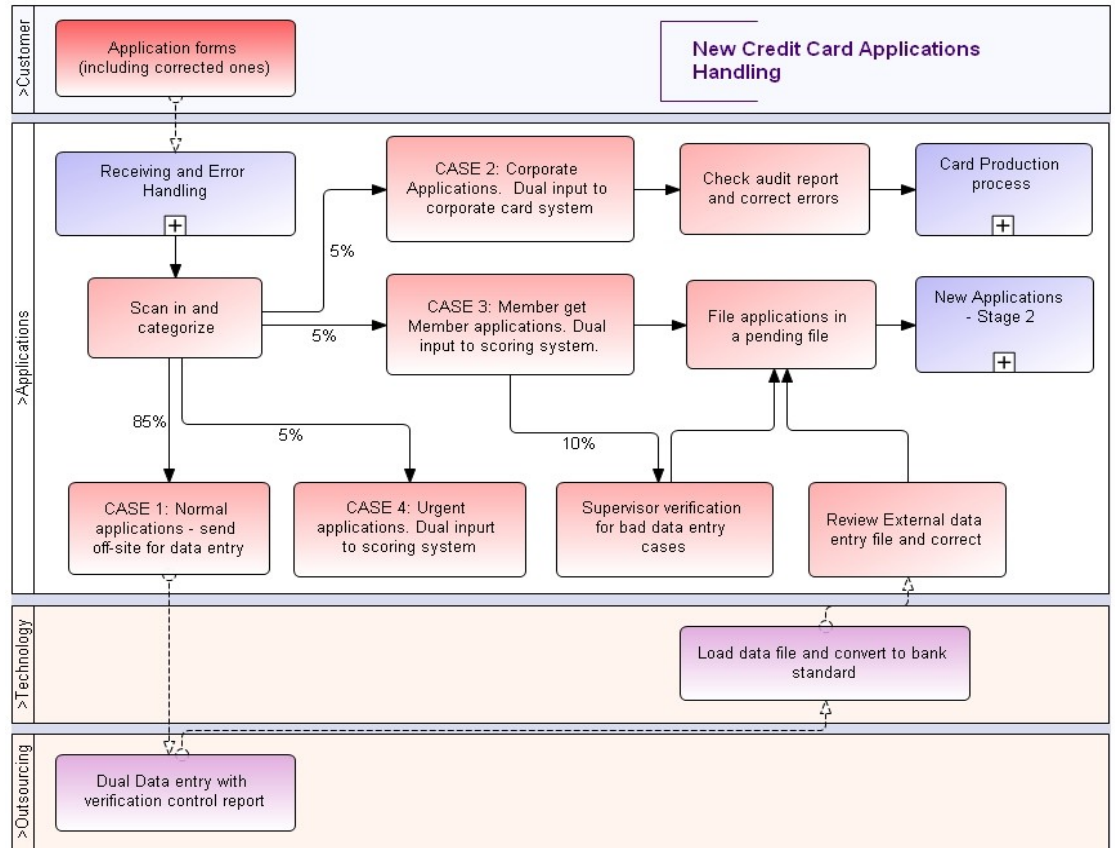 >Customer
Application forms
(including corrected ones)
New Credit Card Applications
Handling
>Applications
Receiving and Error
Handling
CASE 2: Corporate
Applications.  Dual input to
corporate card system
Check audit report
and correct errors
Card Production
process
5%
Scan in and
categorize
5%
CASE 3: Member get
Member applications. Dual
input to scoring system.
File applications in
a pending file
New Applications
- Stage 2
85%
5%
10%
CASE 1: Normal
applications - send
off-site for data entry
CASE 4: Urgent
applications. Dual inpurt
to scoring system
Supervisor verification
for bad data entry
cases
Review External data
entry file and correct
>Technology
Load data file and convert to bank
standard
>Outsourcing
Dual Data entry with
verification control report